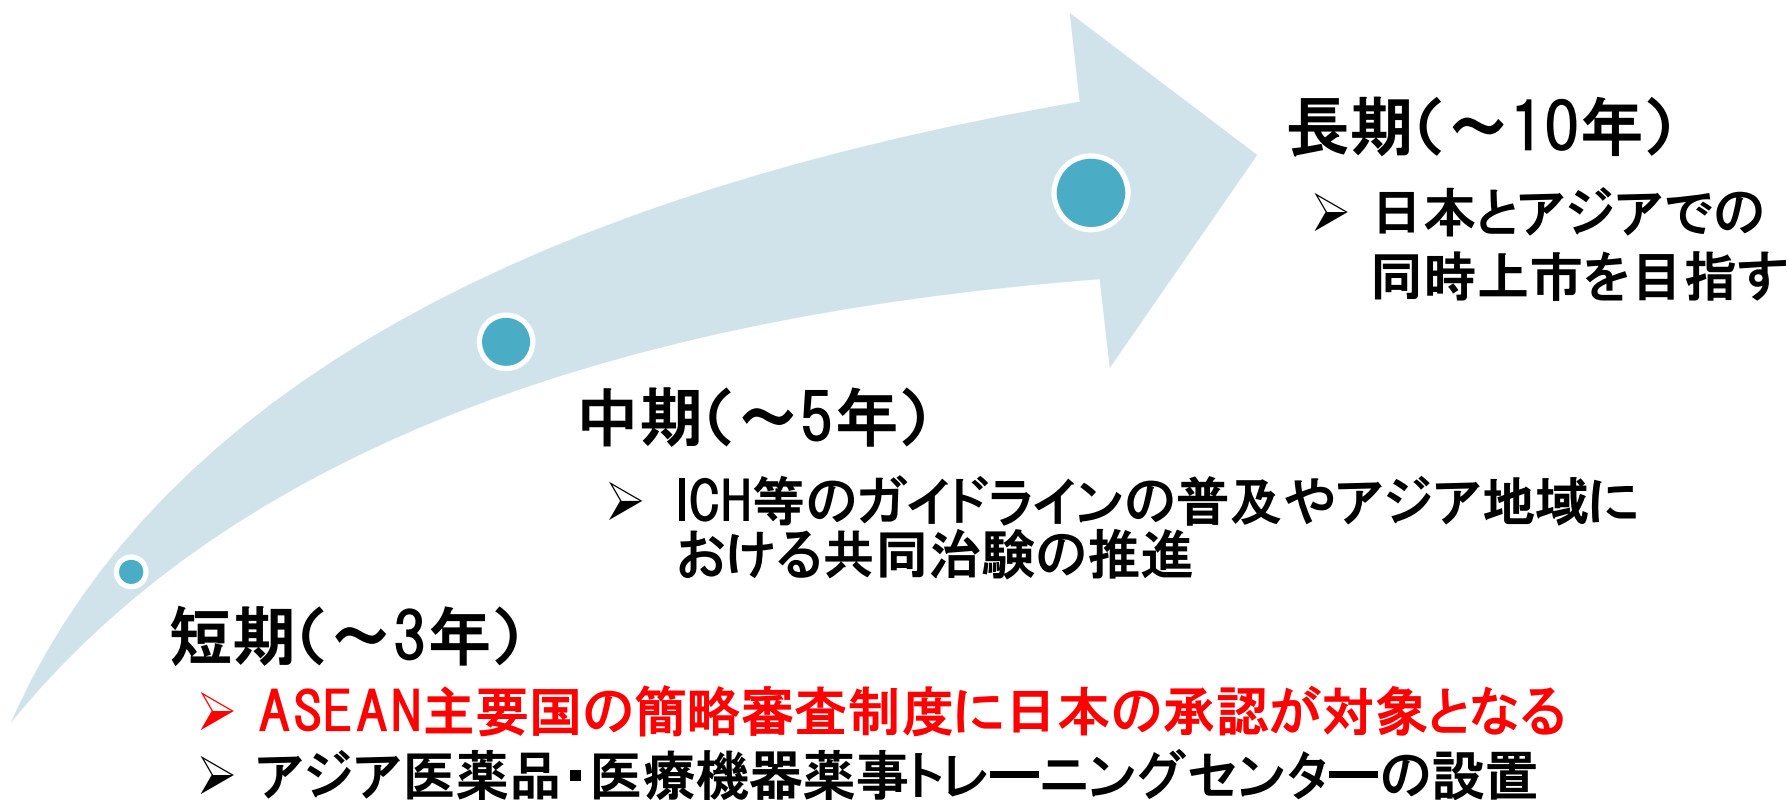 長期（～10年）
➢ 日本とアジアでの
同時上市を目指す
中期（～5年）
➢ ICH等のガイドラインの普及やアジア地域に
おける共同治験の推進
短期（～3年）
➢ ASEAN主要国の簡略審査制度に日本の承認が対象となる
➢ アジア医薬品・医療機器薬事トレーニングセンターの設置